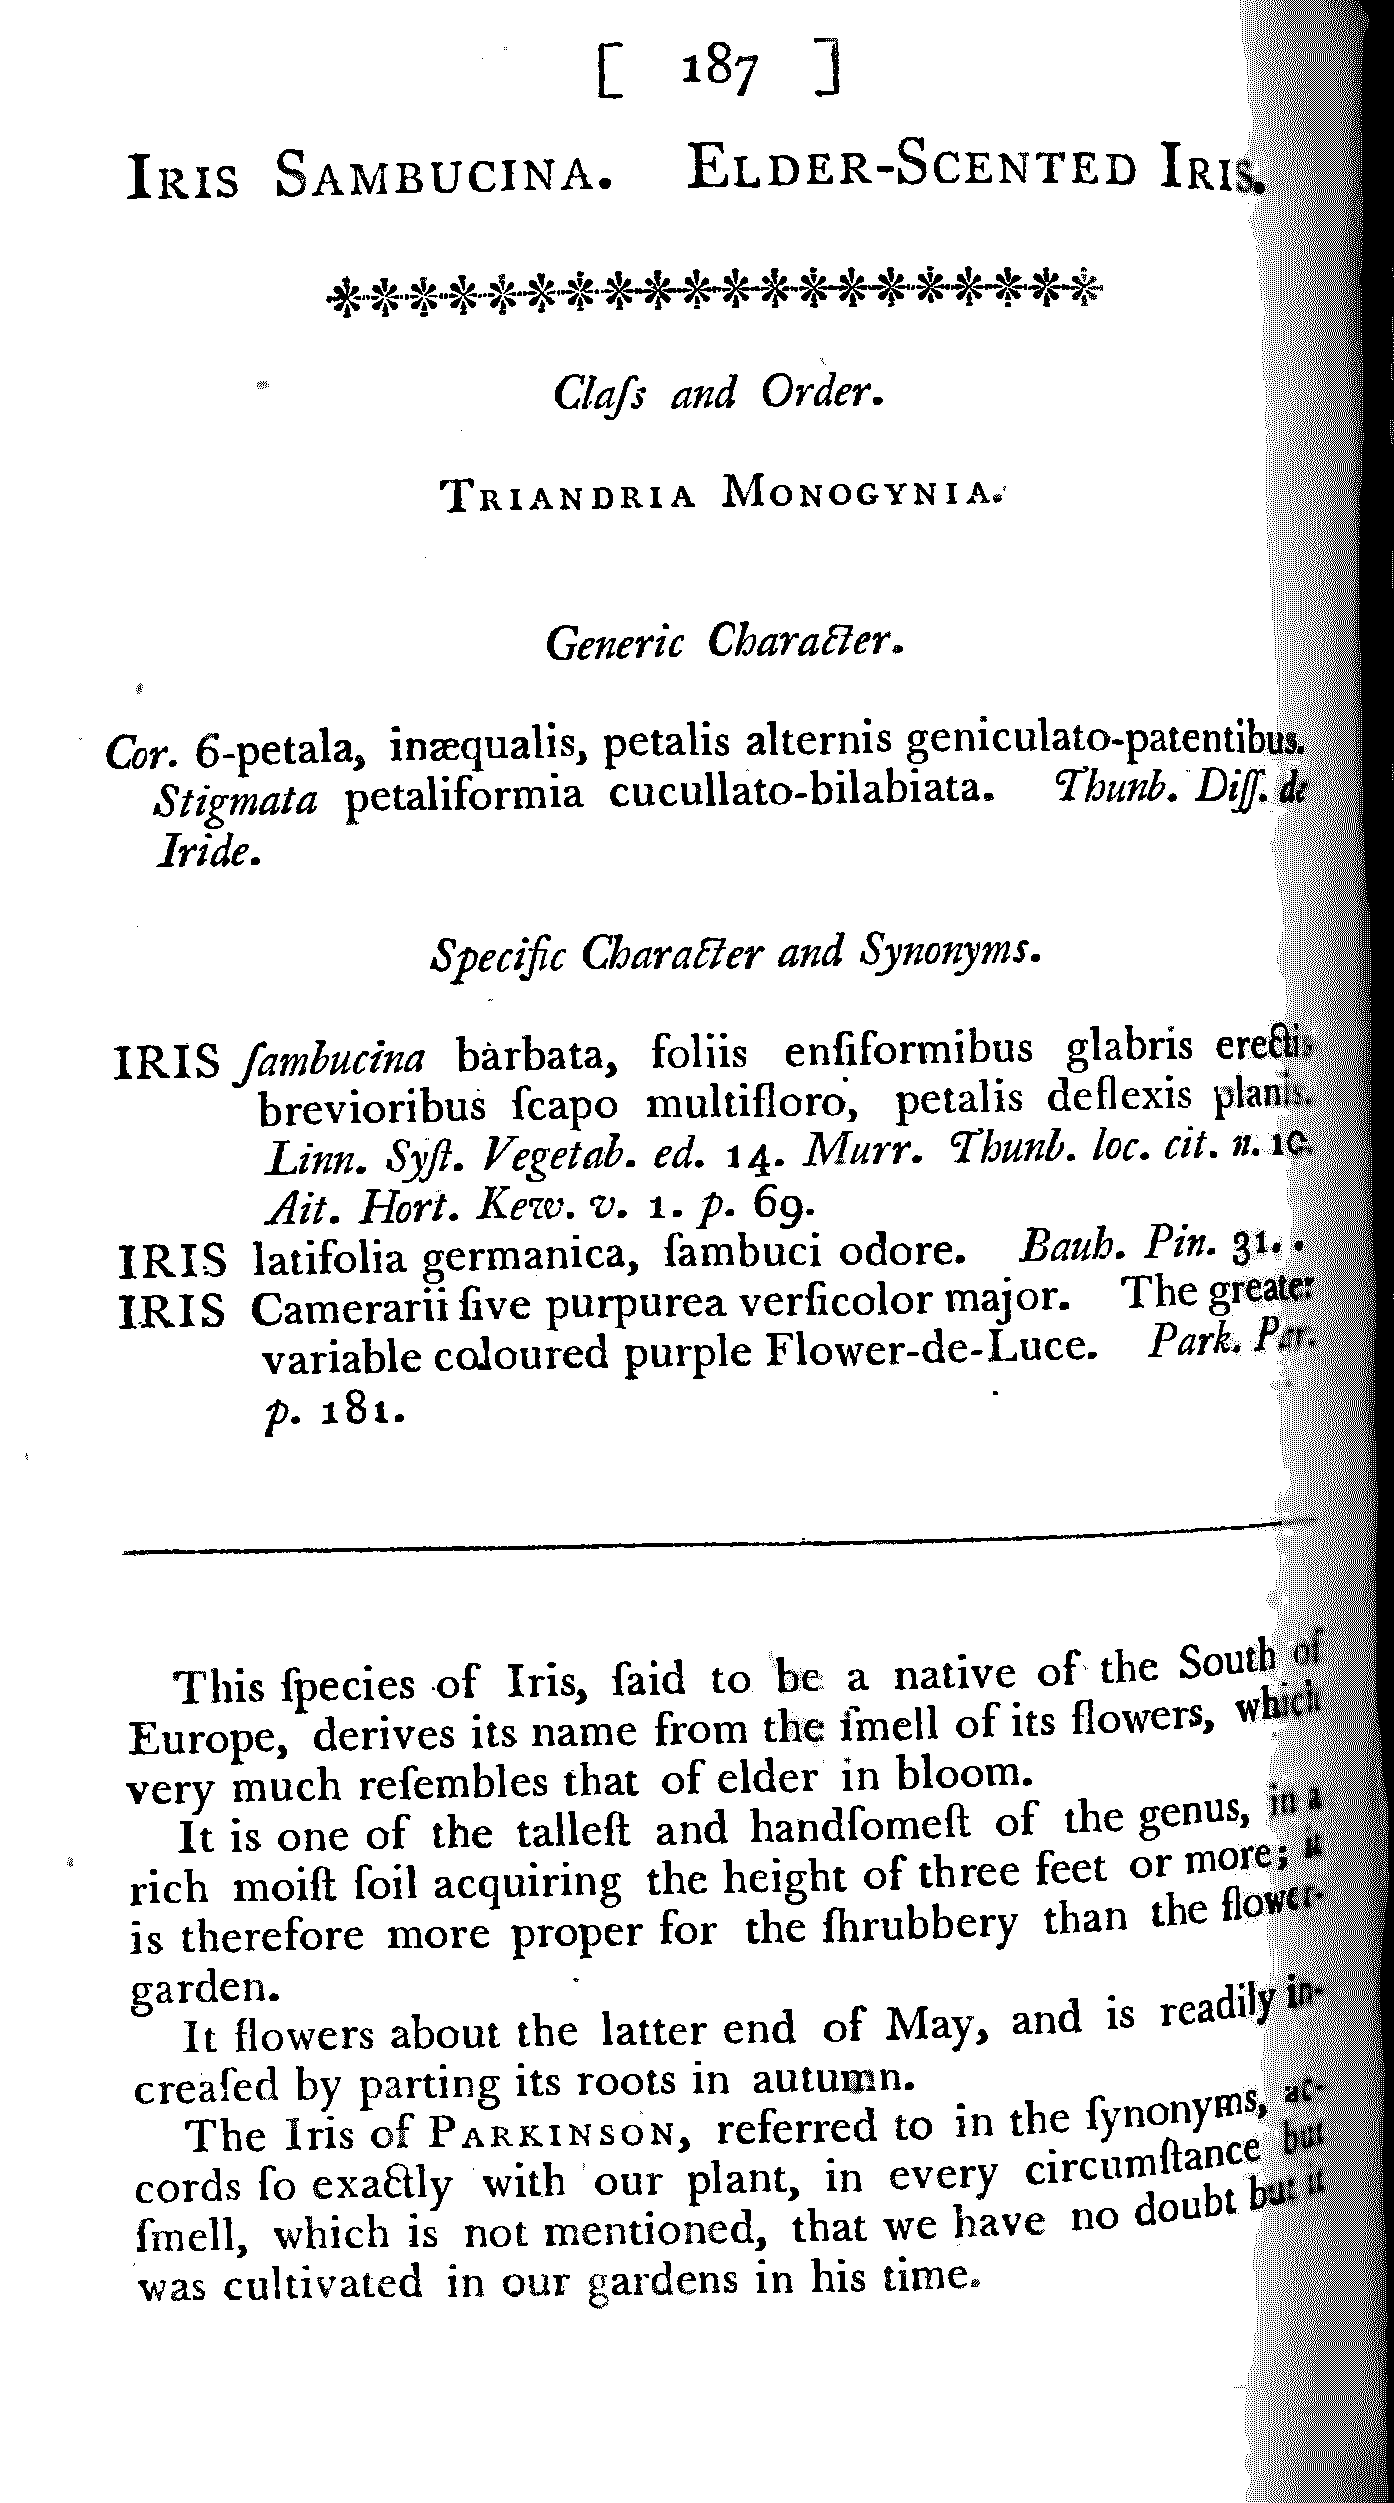 [ 187 ]
IRIS SAMBUCINA. ELDER-SCENTED IRIS.
Claſs and Order.
TRIANDRIA MONOGYNIA.
Generic Character.
Cor. 6-petala, inæqualis, petalis alternis geniculato-patentibus.
Stigmata petaliformia cucullato-bilabiata. Thunb. Diſſ. de
Iride.
Specific Character and Synonyms.
IRIS ſambucina barbata, foliis enſiformibus glabris erecti
brevioribus ſcapo multifloro, petalis deflexis planis.
Linn. Syſt. Vegetab. ed. 14. Murr. Thunb. loc. cit. n. 10.
Ait. Hort. Kew. v. 1. p. 69.
IRIS latifolia germanica, ſambuci odore. Bauh. Pin. 31.
IRIS Camerarii ſive purpurea verſicolor major. The greater
variable coloured purple Flower-de-Luce. Park. Par.
p. 181.
This ſpecies of Iris, ſaid to be a native of the South of
Europe, derives its name from the ſmell of its flowers, which
very much reſembles that of elder in bloom.
It is one of the talleſt and handſomeſt of the genus, in a
rich moiſt ſoil acquiring the height of three feet or more; it
is therefore more proper for the ſhrubbery than the flower-
garden.
It flowers about the latter end of May, and is readily in-
creaſed by parting its roots in autumn.
The Iris of PARKINSON, referred to in the ſynonyms, ac-
cords ſo exactly with our plant, in every circumſtance but
ſmell, which is not mentioned, that we have no doubt but it
was cultivated in our gardens in his time.